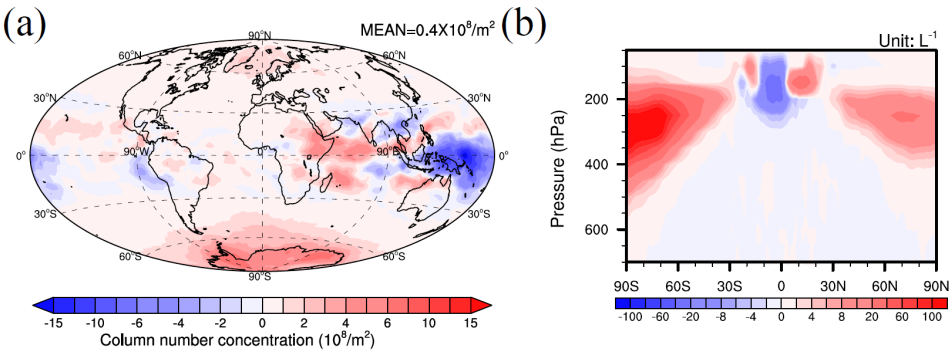 (a)
MEAN=0.4X10⁸/m²
90°N
60°N
60°N
30°N
30°N
0°
90°W
0°
90°E
0°
30°S
30°S
60°S
60°S
90°S
-15 -10 -6 -4 -2 0 2 4 6 10 15
Column number concentration (10⁸/m²)
(b)
Unit: L⁻¹
Pressure (hPa)
200
400
600
90S 60S 30S 0 30N 60N 90N
-100 -60 -20 -8 -4 0 4 8 20 60 100